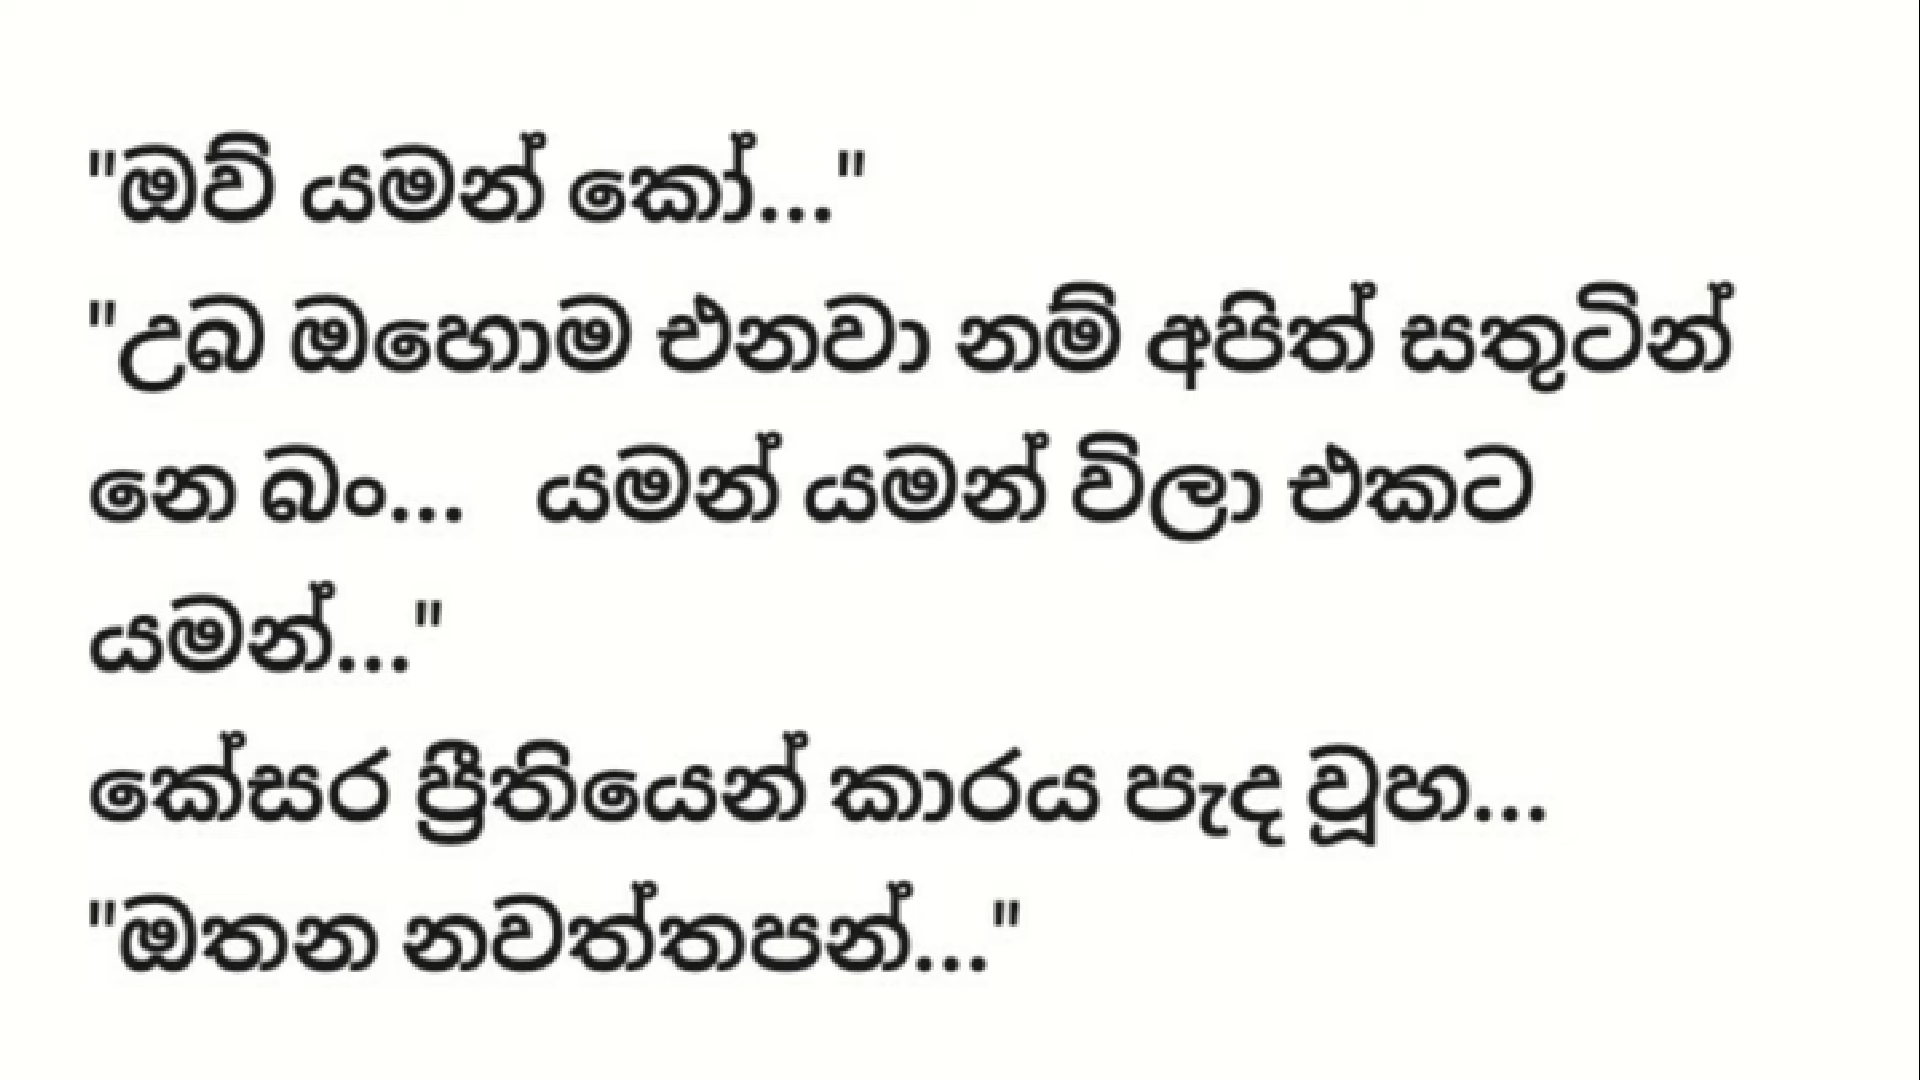 "ඔව් යමන් කෝ..."
"උබ ඔහොම එනවා නම් අපිත් සතුටින්
නෙ බං...   යමන් යමන් විලා එකට
යමන්..."
කේසර ප්‍රීතියෙන් කාරය පැද වූහ...
"ඔතන නවත්තපන්..."